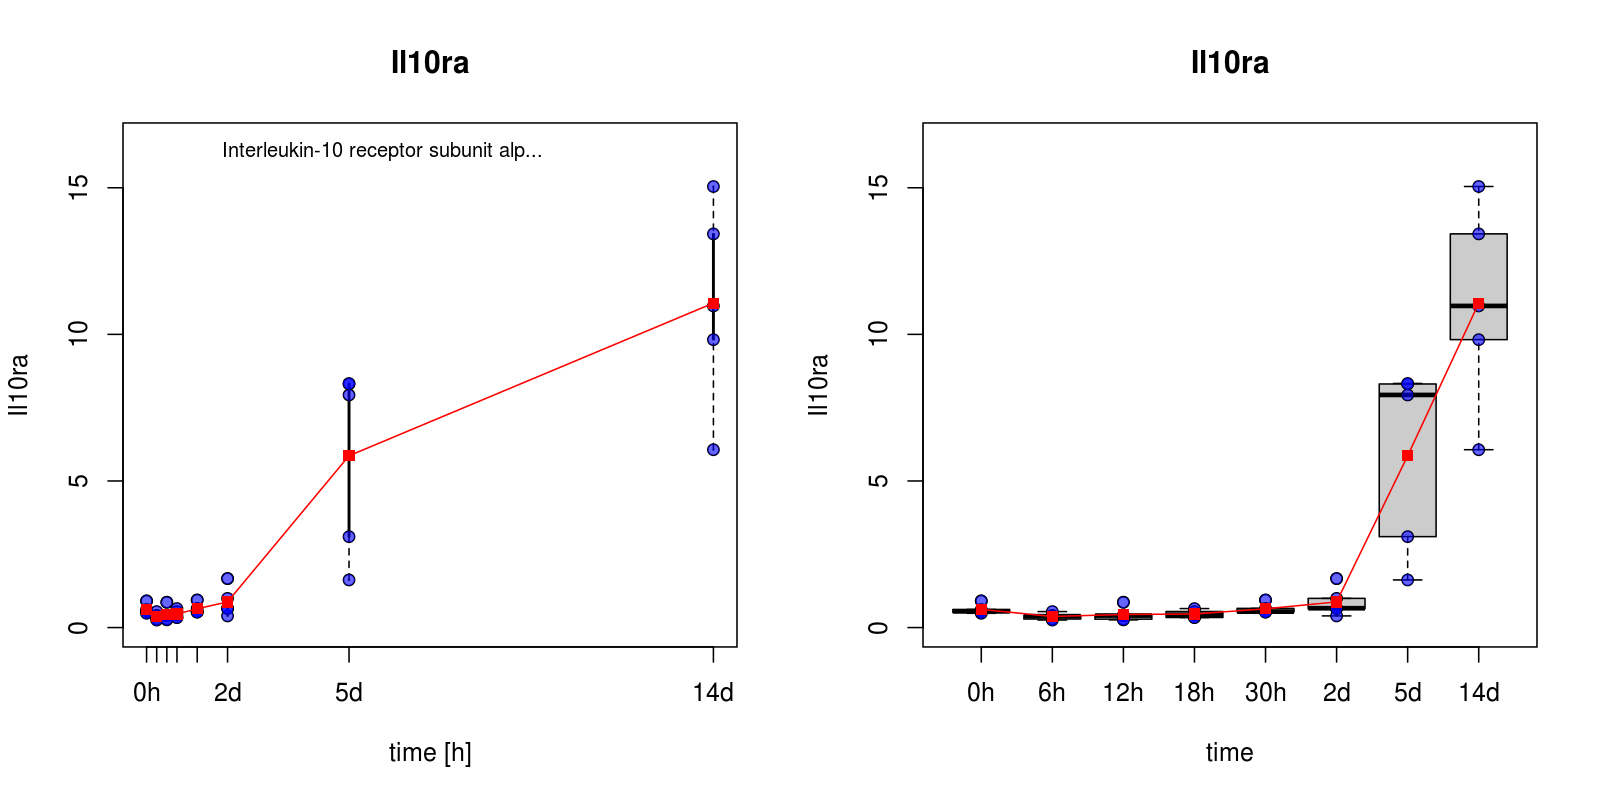 Il10ra
Interleukin-10 receptor subunit alp...
Il10ra
0
5
10
15
0h
2d
5d
14d
time [h]
Il10ra
Il10ra
0
5
10
15
0h
6h
12h
18h
30h
2d
5d
14d
time